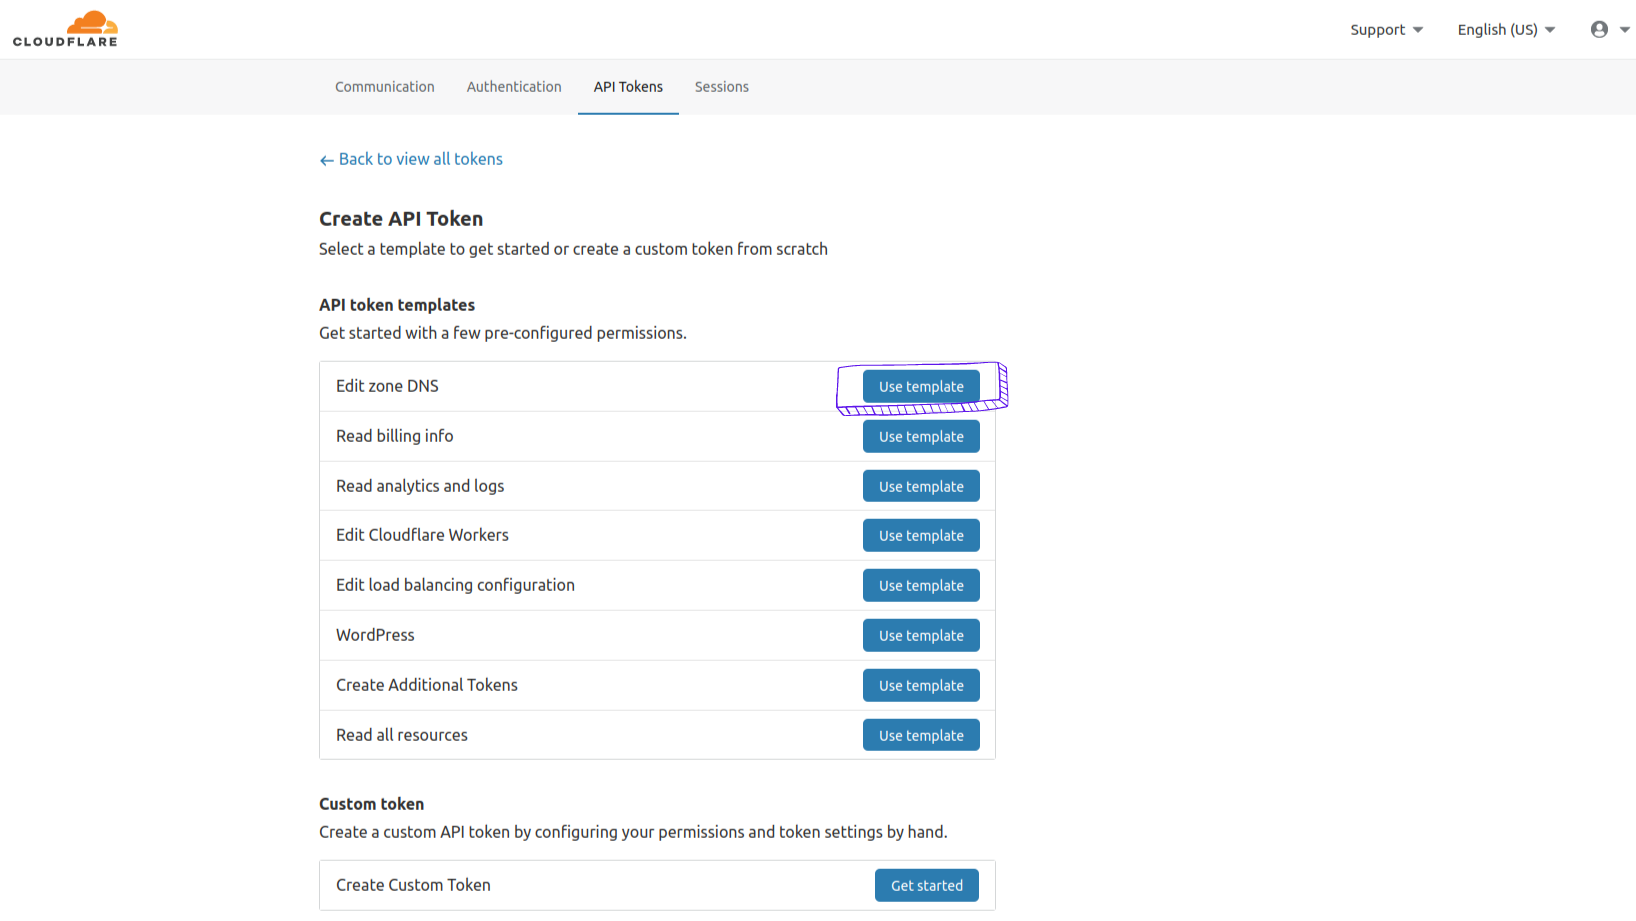 CLOUDFLARE
Support
English (US)
Communication
Authentication
API Tokens
Sessions
← Back to view all tokens
Create API Token
Select a template to get started or create a custom token from scratch
API token templates
Get started with a few pre-configured permissions.
Edit zone DNS
Use template
Read billing info
Use template
Read analytics and logs
Use template
Edit Cloudflare Workers
Use template
Edit load balancing configuration
Use template
WordPress
Use template
Create Additional Tokens
Use template
Read all resources
Use template
Custom token
Create a custom API token by configuring your permissions and token settings by hand.
Create Custom Token
Get started